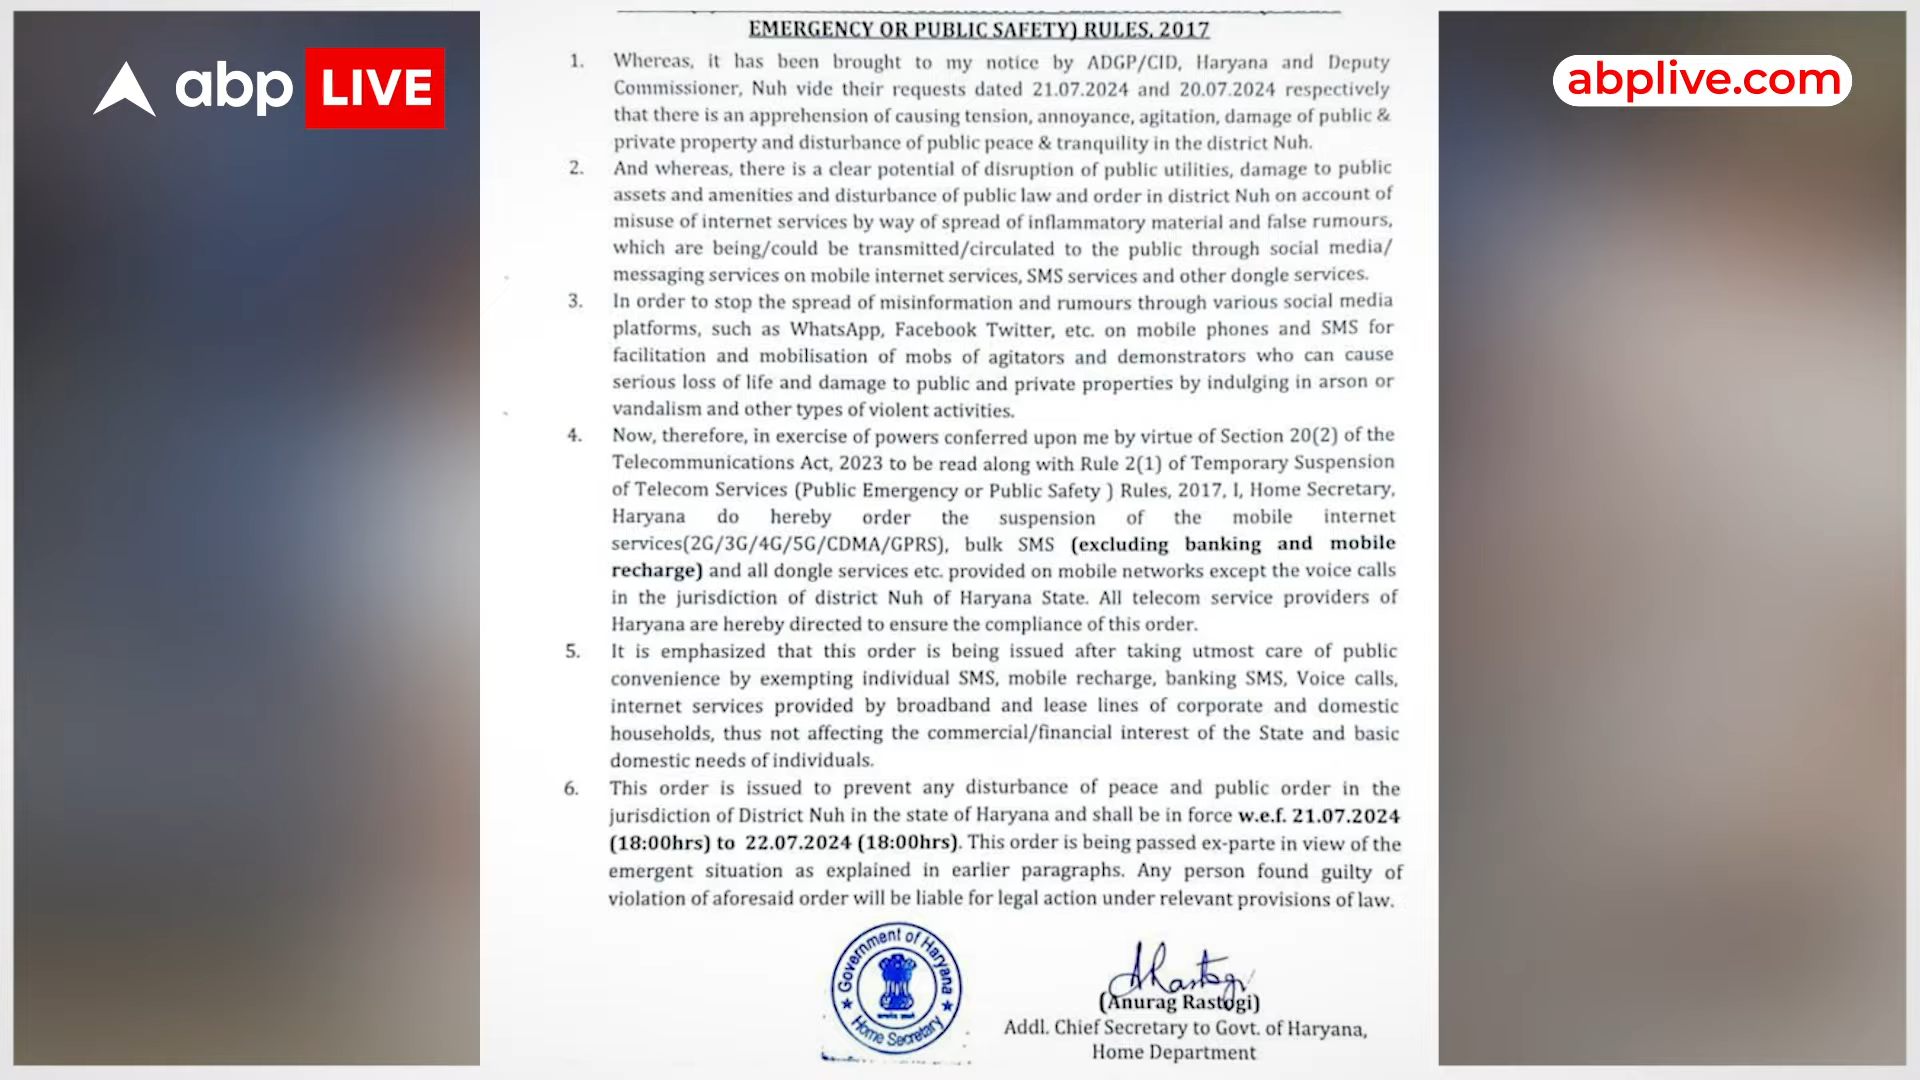 abp LIVE
abplive.com
EMERGENCY OR PUBLIC SAFETY) RULES, 2017
1. Whereas, it has been brought to my notice by ADGP/CID, Haryana and Deputy
Commissioner, Nuh vide their requests dated 21.07.2024 and 20.07.2024 respectively
that there is an apprehension of causing tension, annoyance, agitation, damage of public &
private property and disturbance of public peace & tranquility in the district Nuh.
2. And whereas, there is a clear potential of disruption of public utilities, damage to public
assets and amenities and disturbance of public law and order in district Nuh on account of
misuse of internet services by way of spread of inflammatory material and false rumours,
which are being/could be transmitted/circulated to the public through social media/
messaging services on mobile internet services, SMS services and other dongle services.
3. In order to stop the spread of misinformation and rumours through various social media
platforms, such as WhatsApp, Facebook Twitter, etc. on mobile phones and SMS for
facilitation and mobilisation of mobs of agitators and demonstrators who can cause
serious loss of life and damage to public and private properties by indulging in arson or
vandalism and other types of violent activities.
4. Now, therefore, in exercise of powers conferred upon me by virtue of Section 20(2) of the
Telecommunications Act, 2023 to be read along with Rule 2(1) of Temporary Suspension
of Telecom Services (Public Emergency or Public Safety ) Rules, 2017, I, Home Secretary,
Haryana do hereby order the suspension of the mobile internet
services(2G/3G/4G/5G/CDMA/GPRS), bulk SMS (excluding banking and mobile
recharge) and all dongle services etc. provided on mobile networks except the voice calls
in the jurisdiction of district Nuh of Haryana State. All telecom service providers of
Haryana are hereby directed to ensure the compliance of this order.
5. It is emphasized that this order is being issued after taking utmost care of public
convenience by exempting individual SMS, mobile recharge, banking SMS, Voice calls,
internet services provided by broadband and lease lines of corporate and domestic
households, thus not affecting the commercial/financial interest of the State and basic
domestic needs of individuals.
6. This order is issued to prevent any disturbance of peace and public order in the
jurisdiction of District Nuh in the state of Haryana and shall be in force w.e.f. 21.07.2024
(18:00hrs) to 22.07.2024 (18:00hrs). This order is being passed ex-parte in view of the
emergent situation as explained in earlier paragraphs. Any person found guilty of
violation of aforesaid order will be liable for legal action under relevant provisions of law.
Government of Haryana
Home Secretary
ARastogi
(Anurag Rastogi)
Addl. Chief Secretary to Govt. of Haryana,
Home Department